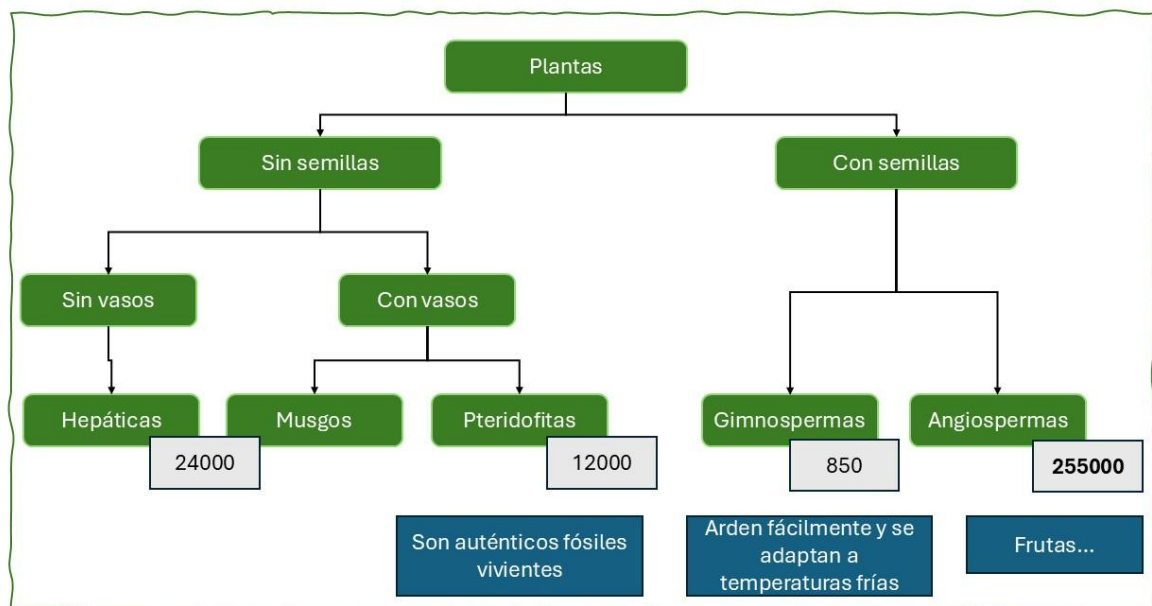 Plantas
Sin semillas
Con semillas
Sin vasos
Con vasos
Hepáticas
Musgos
Pteridofitas
Gimnospermas
Angiospermas
24000
12000
850
255000
Son auténticos fósiles
vivientes
Arden fácilmente y se
adaptan a
temperaturas frías
Frutas...